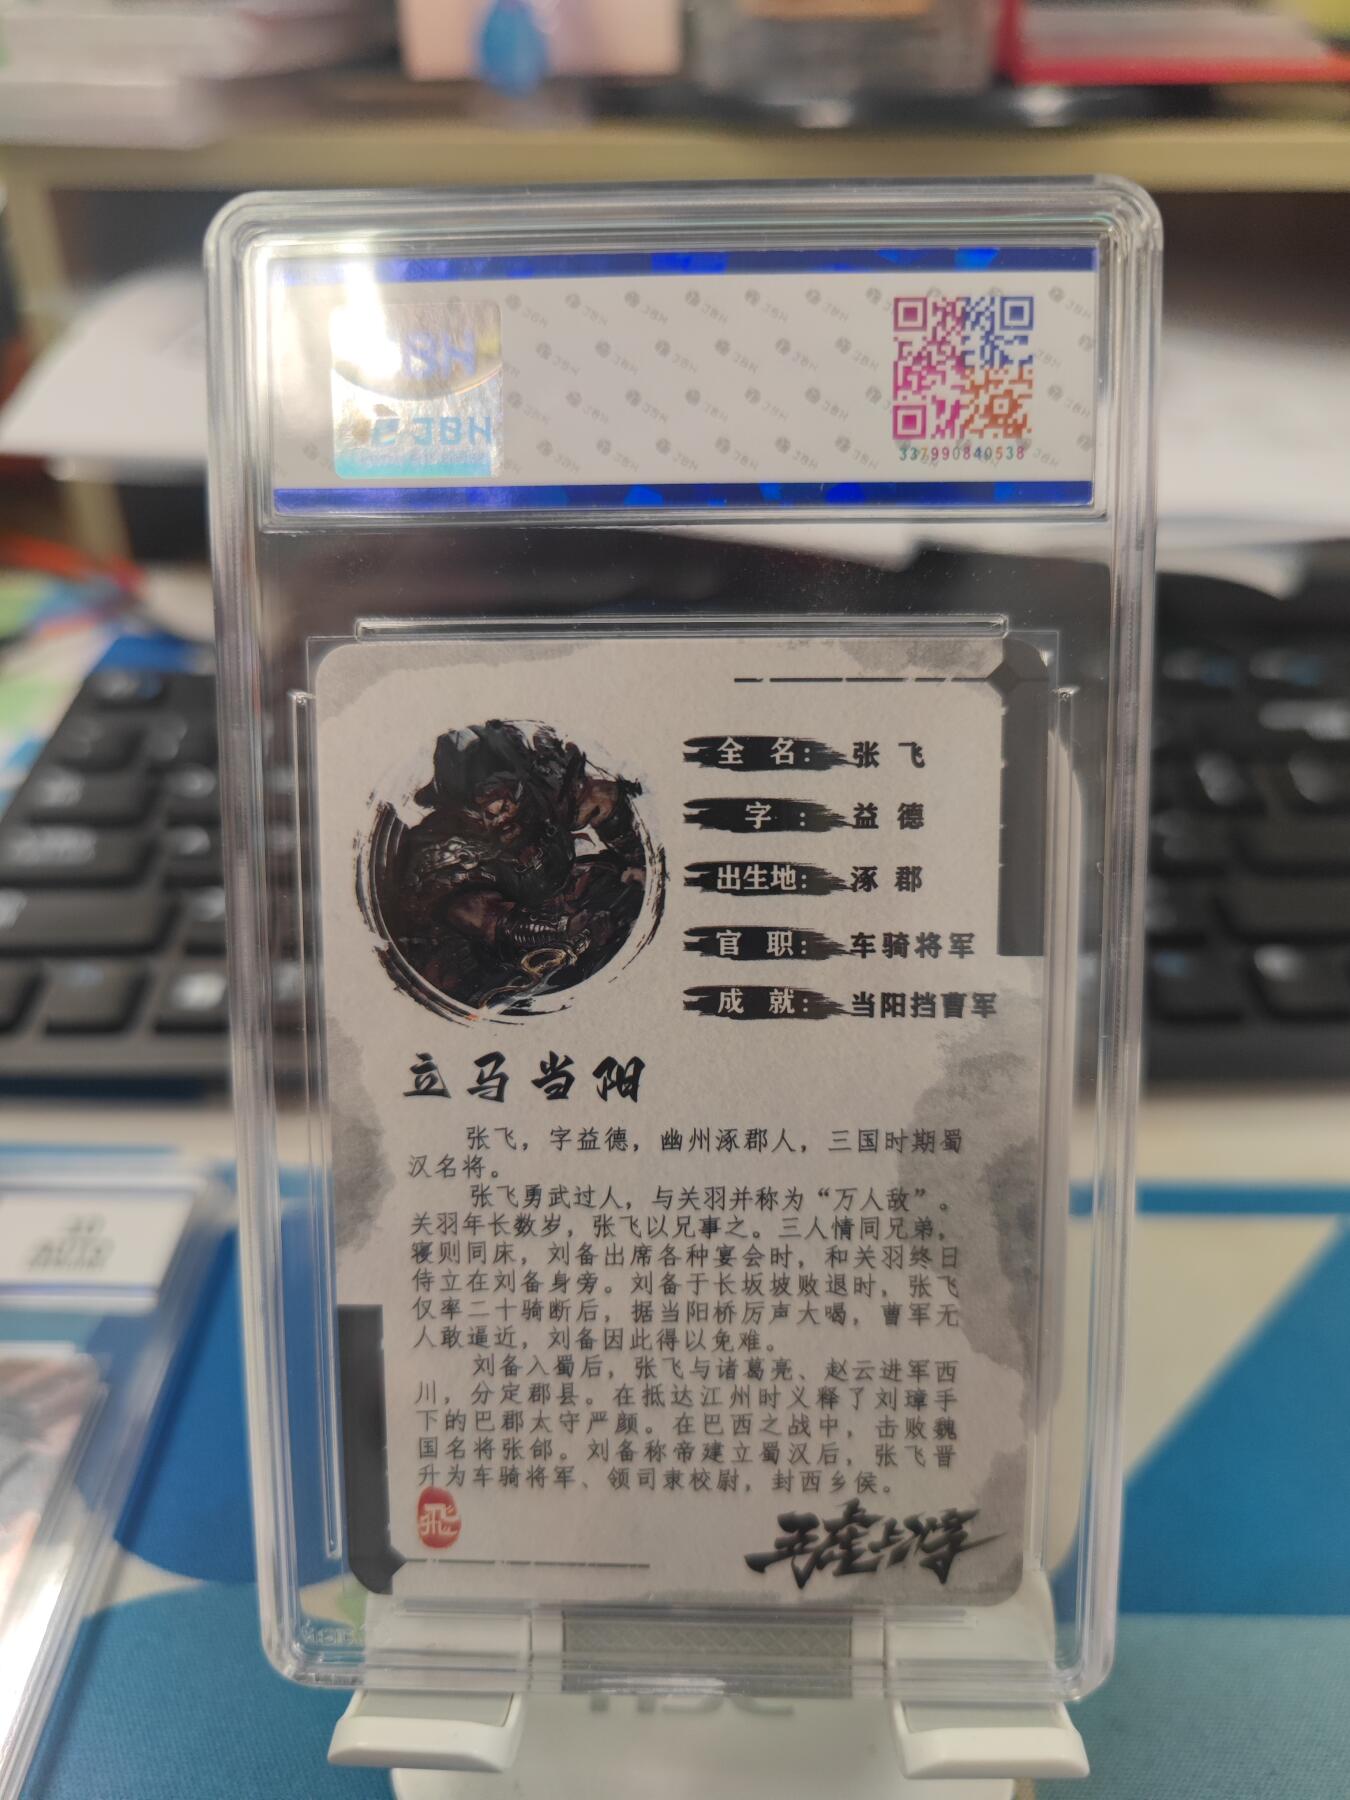 JBH
JBH
337990840538
全 名： 张 飞
字 ： 益 德
出生地： 涿 郡
官 职： 车骑将军
成 就： 当阳挡曹军
立马当阳
张飞，字益德，幽州涿郡人，三国时期蜀
汉名将。
张飞勇武过人，与关羽并称为“万人敌”。
关羽年长数岁，张飞以兄事之。三人情同兄弟，
寝则同床，刘备出席各种宴会时，和关羽终日
侍立在刘备身旁。刘备于长坂坡败退时，张飞
仅率二十骑断后，据当阳桥厉声大喝，曹军无
人敢逼近，刘备因此得以免难。
刘备入蜀后，张飞与诸葛亮、赵云进军西
川，分定郡县。在抵达江州时义释了刘璋手
下的巴郡太守严颜。在巴西之战中，击败魏
国名将张郃。刘备称帝建立蜀汉后，张飞晋
升为车骑将军、领司隶校尉，封西乡侯。
飛